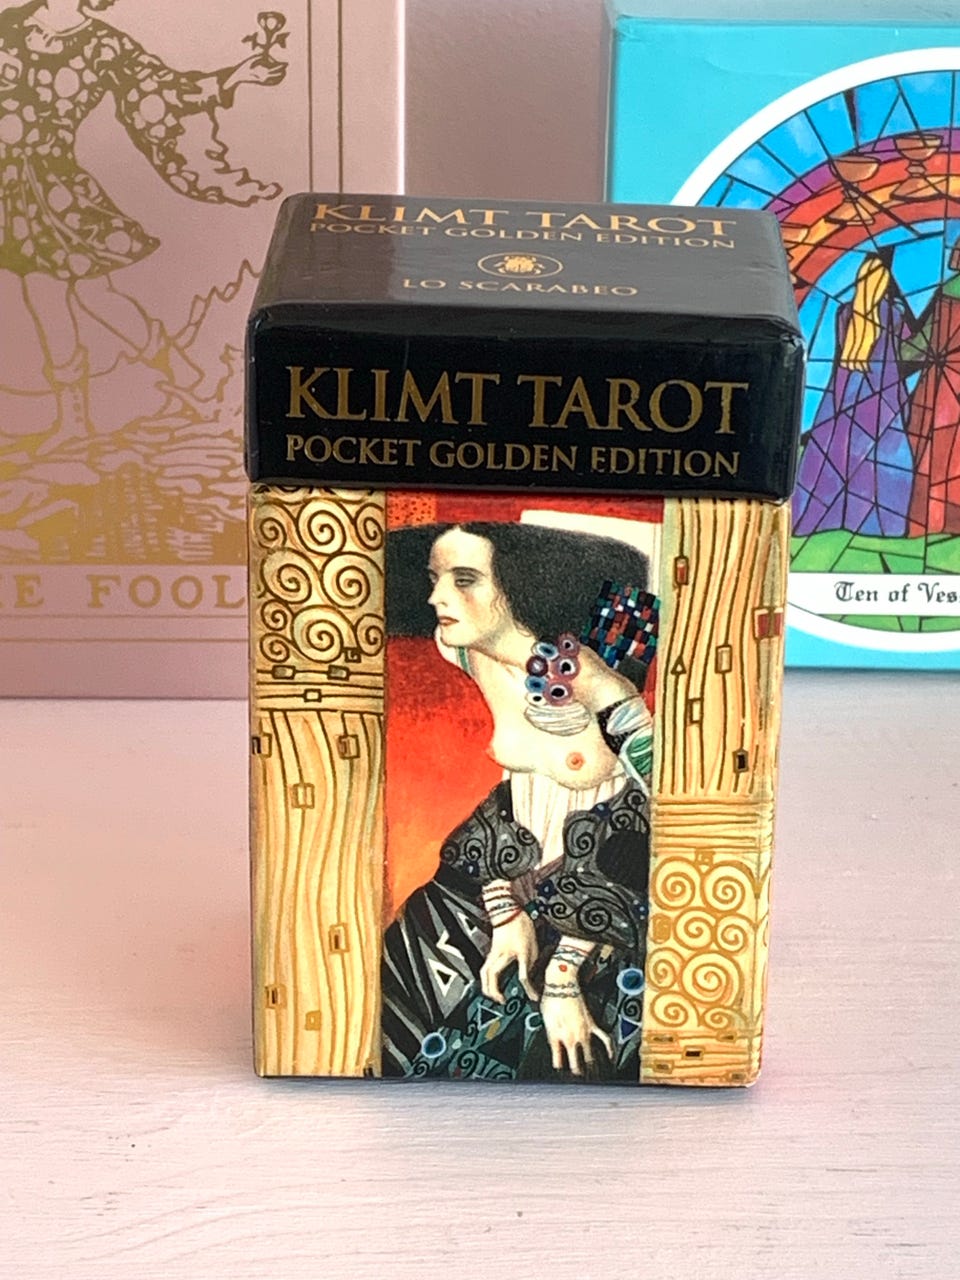 KLIMT TAROT
POCKET GOLDEN EDITION
LO SCARABEO
KLIMT TAROT
POCKET GOLDEN EDITION
E FOOL
Ten of Ves